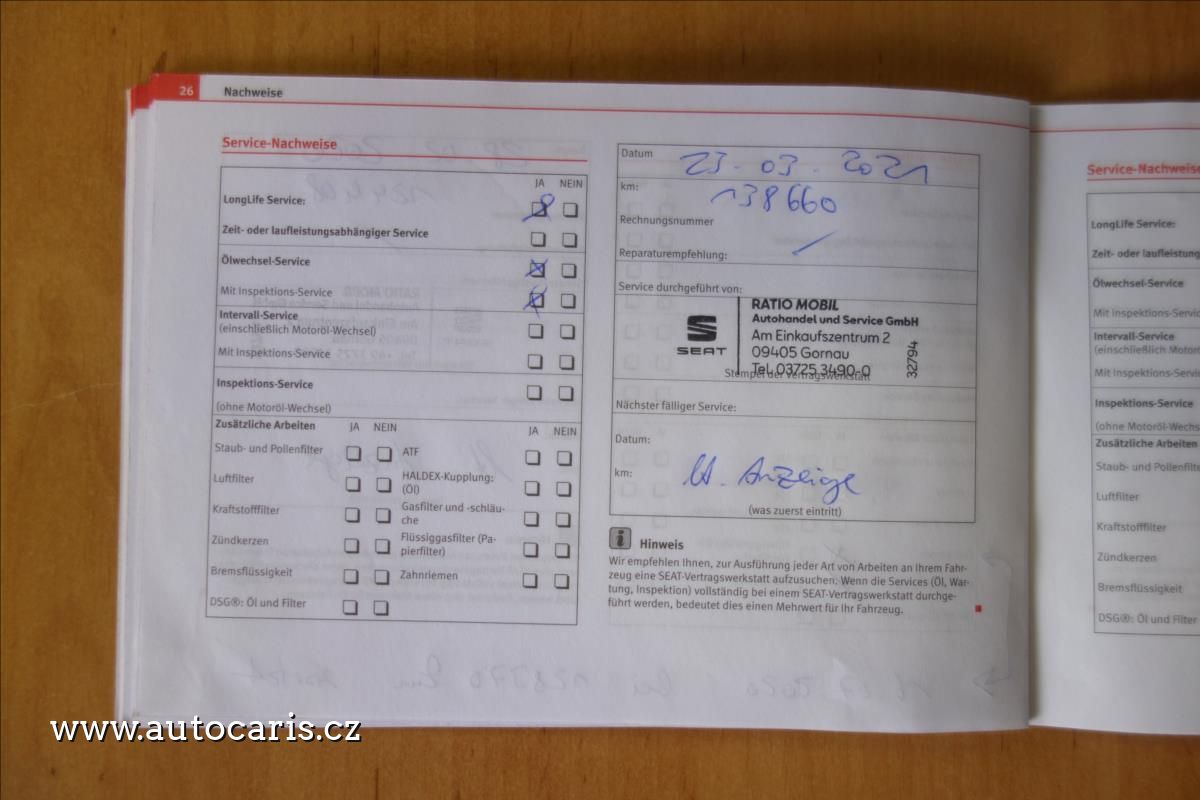 26
Nachweise
Service-Nachweise
JA NEIN
LongLife Service:
Zeit- oder laufleistungsabhängiger Service
Ölwechsel-Service
Mit Inspektions-Service
Intervall-Service
(einschließlich Motoröl-Wechsel)
Mit Inspektions-Service
Inspektions-Service
(ohne Motoröl-Wechsel)
Zusätzliche Arbeiten JA NEIN JA NEIN
Staub- und Pollenfilter
Luftfilter
Kraftstofffilter
Zündkerzen
Bremsflüssigkeit
DSG®: Öl und Filter
ATF
HALDEX-Kupplung:
(Öl)
Gasfilter und -schläu-
che
Flüssiggasfilter (Pa-
pierfilter)
Zahnriemen
Datum 23.03.2021
km: 138660
Rechnungsnummer
Reparaturempfehlung:
Service durchgeführt von:
SEAT
RATIO MOBIL
Autohandel und Service GmbH
Am Einkaufszentrum 2
09405 Gornau
Tel. 03725 3490-0
32794
Stempel der Vertragswerkstatt
Nächster fälliger Service:
Datum:
km: lt. Anzeige
(was zuerst eintritt)
Hinweis
Wir empfehlen Ihnen, zur Ausführung jeder Art von Arbeiten an Ihrem Fahr-
zeug eine SEAT-Vertragswerkstatt aufzusuchen. Wenn die Services (Öl, War-
tung, Inspektion) vollständig bei einem SEAT-Vertragswerkstatt durchge-
führt werden, bedeutet dies einen Mehrwert für Ihr Fahrzeug.
Service-Nachweise
LongLife Service:
Zeit- oder laufleistungs
Ölwechsel-Service
Mit Inspektions-Servic
Intervall-Service
(einschließlich Motor
Mit Inspektions-Servic
Inspektions-Service
(ohne Motoröl-Wechs
Zusätzliche Arbeiten
Staub- und Pollenfilte
Luftfilter
Kraftstofffilter
Zündkerzen
Bremsflüssigkeit
DSG®: Öl und Filter
www.autocaris.cz